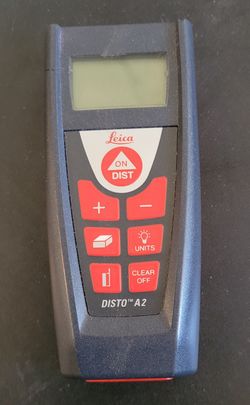 Leica
ON
DIST
+
−
UNITS
CLEAR
OFF
DISTO™ A2